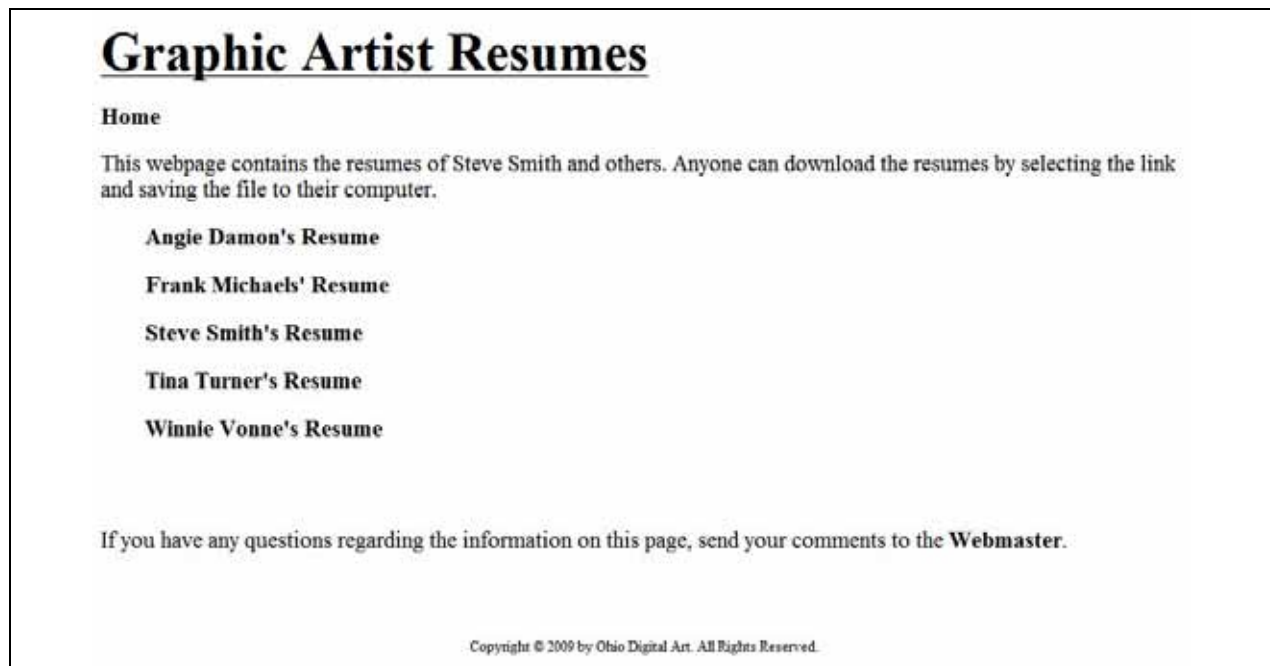 Graphic Artist Resumes
Home
This webpage contains the resumes of Steve Smith and others. Anyone can download the resumes by selecting the link
and saving the file to their computer.
Angie Damon's Resume
Frank Michaels' Resume
Steve Smith's Resume
Tina Turner's Resume
Winnie Vonne's Resume
If you have any questions regarding the information on this page, send your comments to the Webmaster.
Copyright © 2009 by Ohio Digital Art. All Rights Reserved.